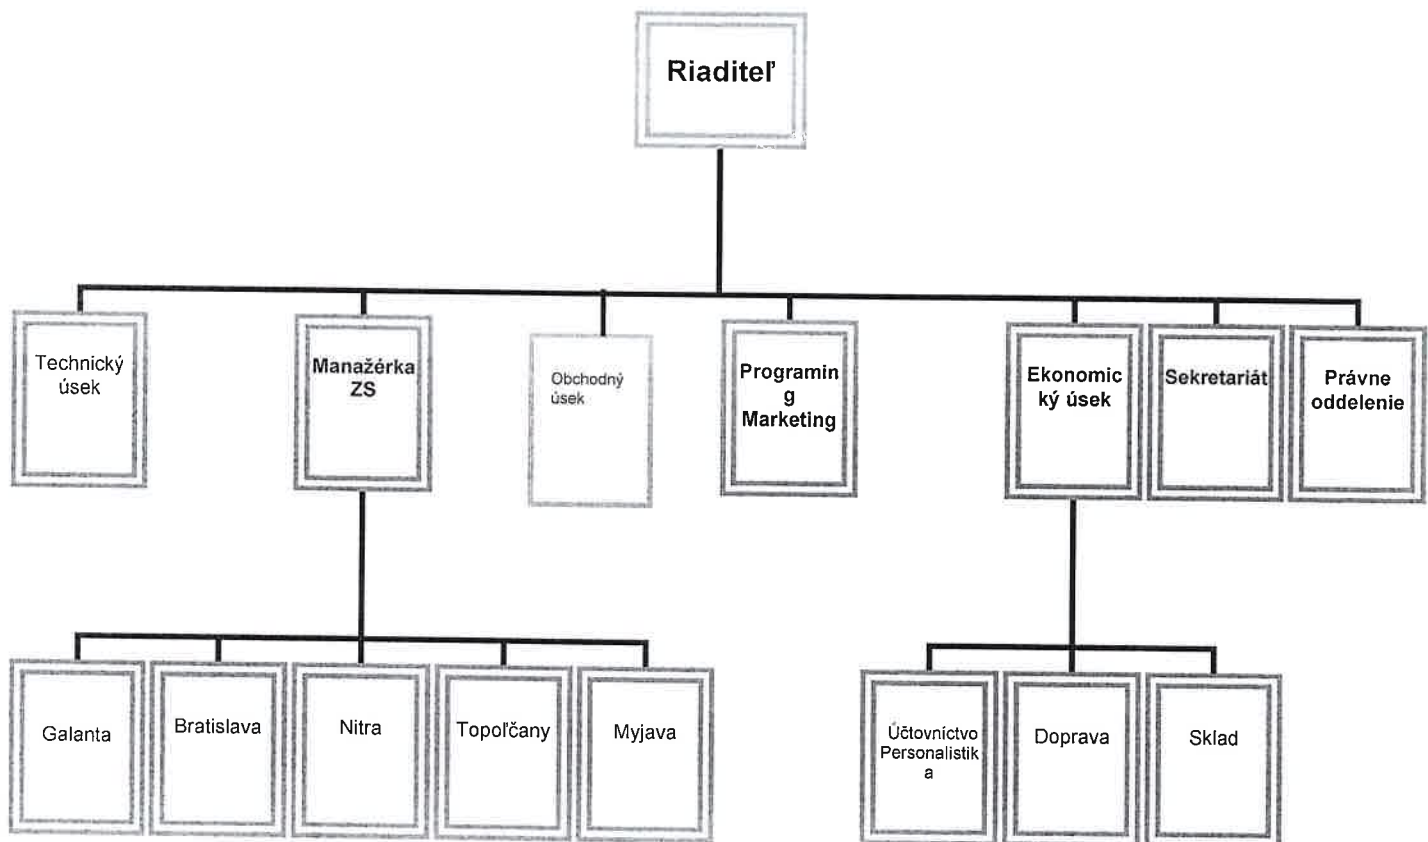 Riaditeľ
Technický
úsek
Manažérka
ZS
Obchodný
úsek
Programin
g
Marketing
Ekonomic
ký úsek
Sekretariát
Právne
oddelenie
Galanta
Bratislava
Nitra
Topoľčany
Myjava
Účtovníctvo
Personalistik
a
Doprava
Sklad